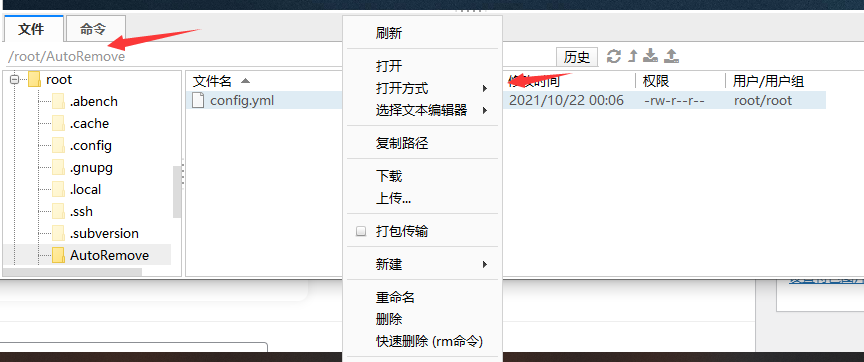 文件 命令
/root/AutoRemove
历史
root
.abench
.cache
.config
.gnupg
.local
.ssh
.subversion
AutoRemove
文件名
修改时间 权限 用户/用户组
config.yml
2021/10/22 00:06 -rw-r--r-- root/root
刷新
打开
打开方式
选择文本编辑器
复制路径
下载
上传...
打包传输
新建
重命名
删除
快速删除 (rm命令)